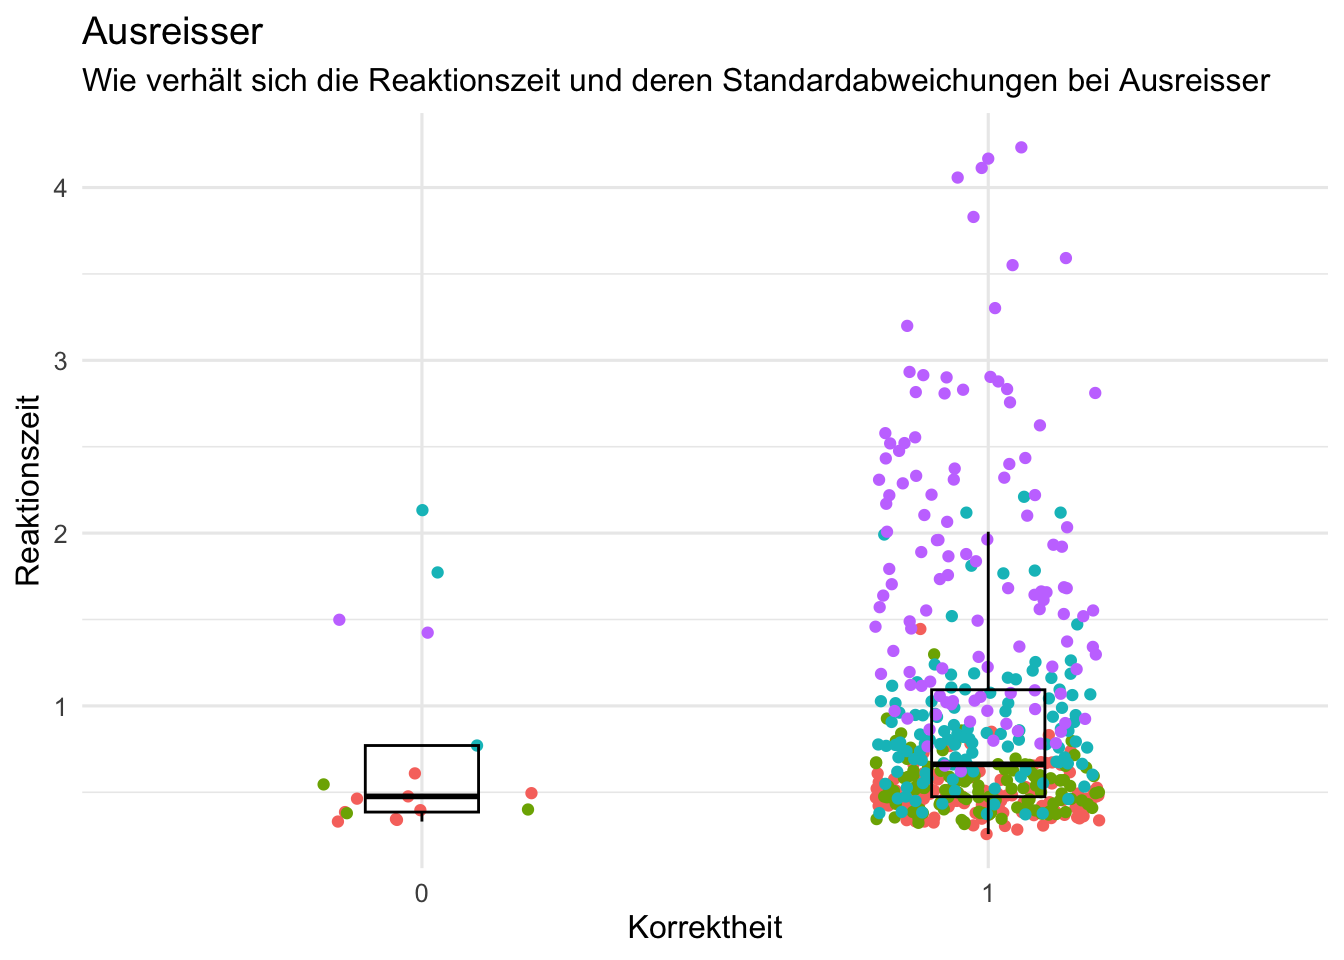 Ausreisser
Wie verhält sich die Reaktionszeit und deren Standardabweichungen bei Ausreisser
4
3
2
1
Reaktionszeit
0
1
Korrektheit